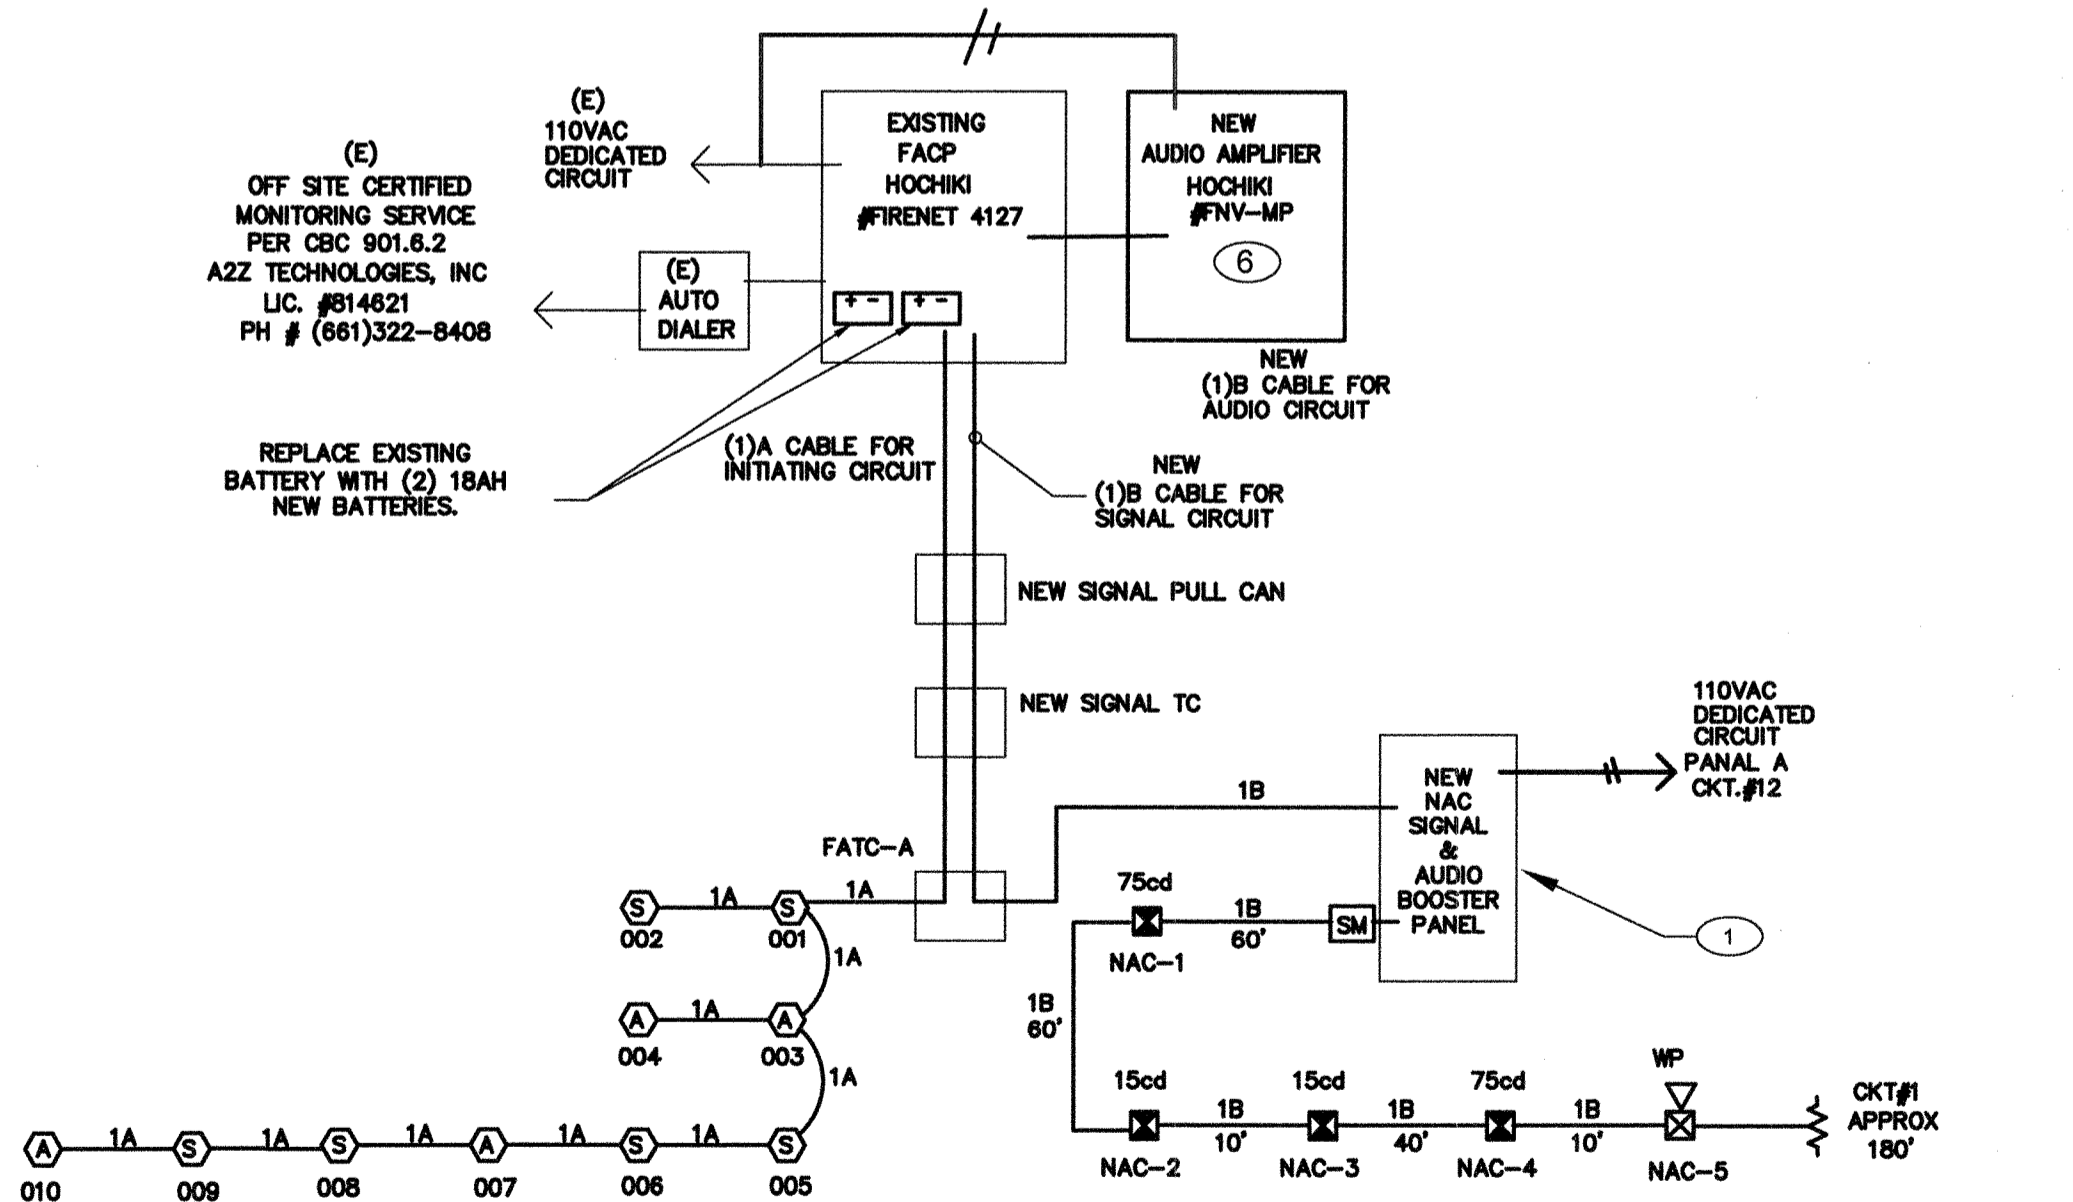 (E)
110VAC
DEDICATED
CIRCUIT
EXISTING
FACP
HOCHIKI
#FIRENET 4127
NEW
AUDIO AMPLIFIER
HOCHIKI
#FNV-MP
6
(E)
OFF SITE CERTIFIED
MONITORING SERVICE
PER CBC 901.6.2
A2Z TECHNOLOGIES, INC
LIC. #814621
PH # (661)322-8408
(E)
AUTO
DIALER
+ -
+ -
NEW
(1)B CABLE FOR
AUDIO CIRCUIT
REPLACE EXISTING
BATTERY WITH (2) 18AH
NEW BATTERIES.
(1)A CABLE FOR
INITIATING CIRCUIT
NEW
(1)B CABLE FOR
SIGNAL CIRCUIT
NEW SIGNAL PULL CAN
NEW SIGNAL TC
110VAC
DEDICATED
CIRCUIT
PANAL A
CKT.#12
NEW
NAC
SIGNAL
&
AUDIO
BOOSTER
PANEL
1
1B
FATC-A
1A
1A
S
002
S
001
1A
75cd
NAC-1
1B
60'
SM
1A
A
004
A
003
1A
1B
60'
15cd
NAC-2
1B
10'
15cd
NAC-3
1B
40'
75cd
NAC-4
1B
10'
WP
NAC-5
CKT#1
APPROX
180'
A
010
1A
S
009
1A
S
008
1A
A
007
1A
S
006
1A
S
005